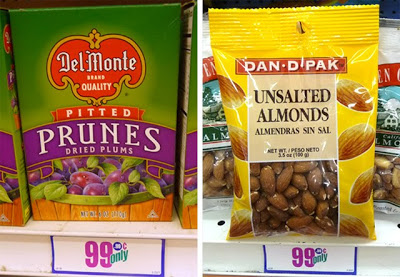 Del Monte
BRAND
QUALITY
PITTED
PRUNES
DRIED PLUMS
99¢
only
DAN-D-PAK
UNSALTED
ALMONDS
ALMENDRAS SIN SAL
NET WT. / PESO NETO
3.5 oz (100 g)
99¢
only